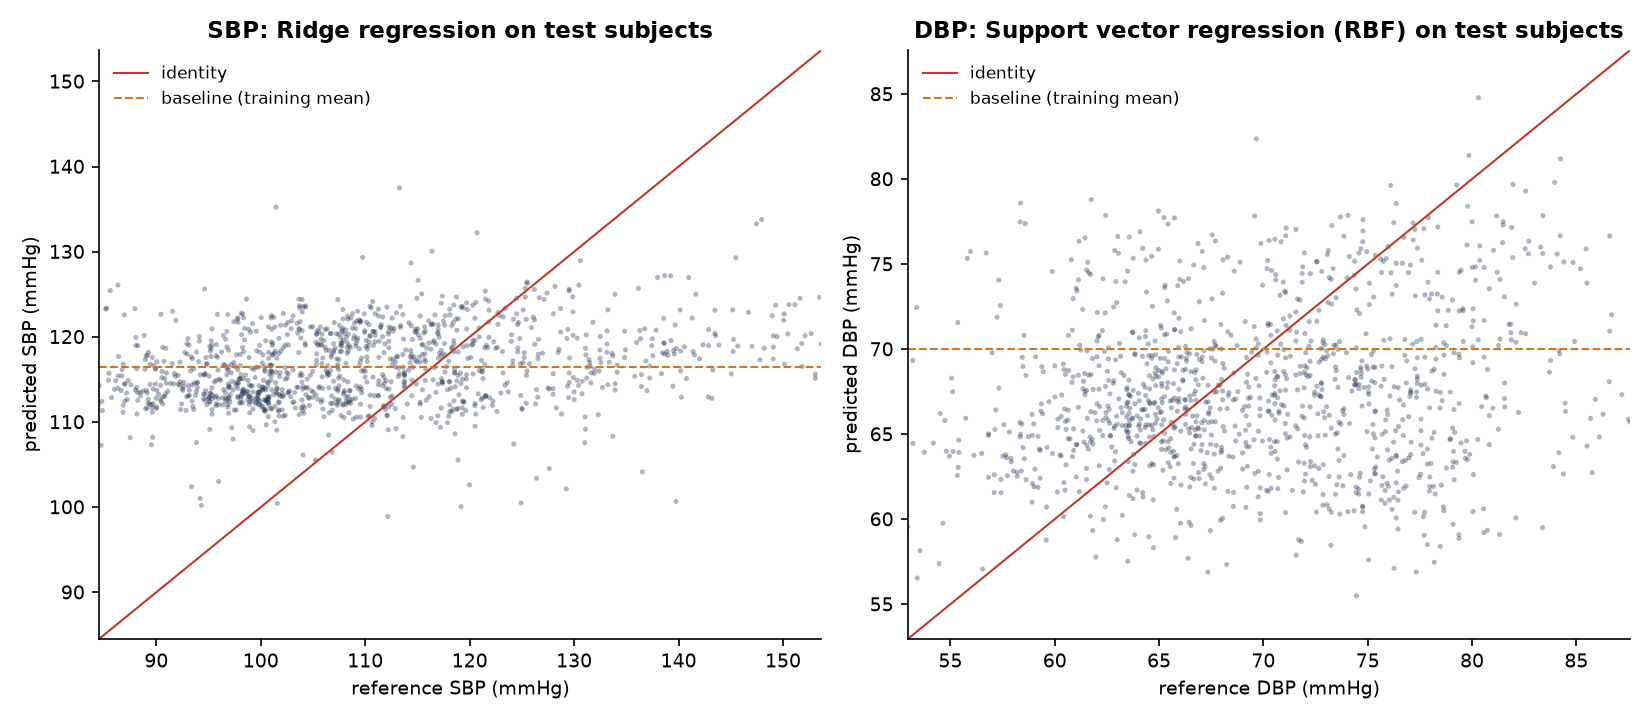 SBP: Ridge regression on test subjects
identity
baseline (training mean)
150
140
130
120
110
100
90
predicted SBP (mmHg)
90 100 110 120 130 140 150
reference SBP (mmHg)
DBP: Support vector regression (RBF) on test subjects
identity
baseline (training mean)
85
80
75
70
65
60
55
predicted DBP (mmHg)
55 60 65 70 75 80 85
reference DBP (mmHg)